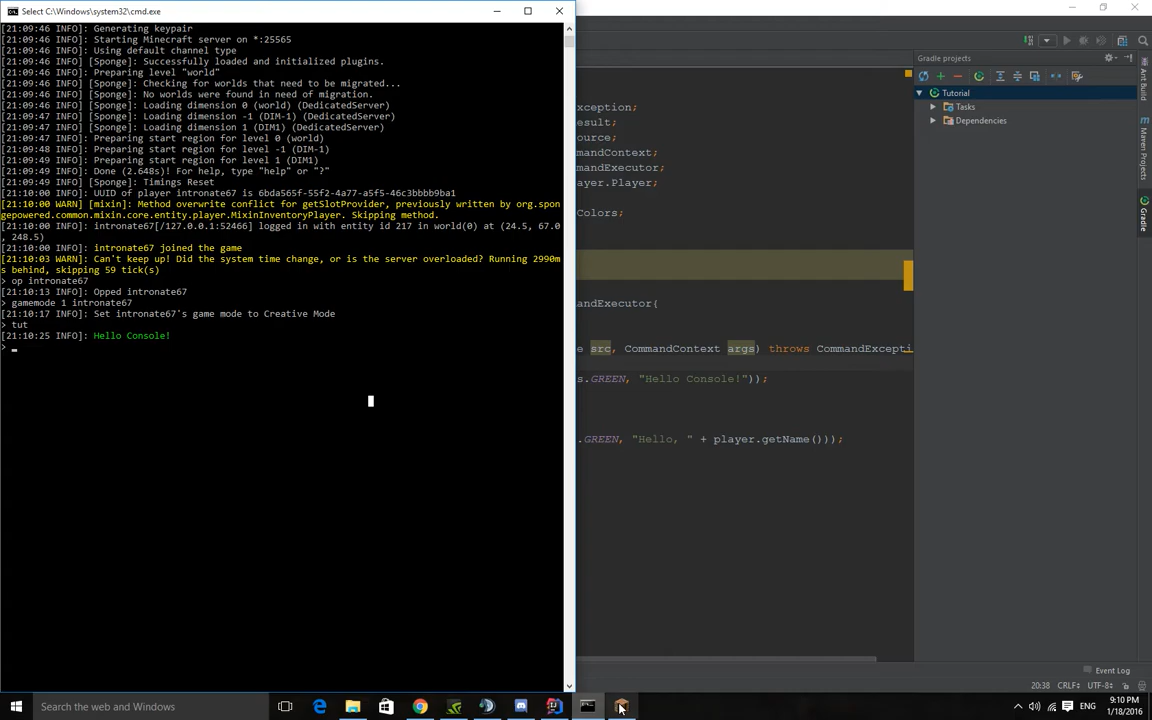 Select C:\Windows\system32\cmd.exe
[21:09:46 INFO]: Generating keypair
[21:09:46 INFO]: Starting Minecraft server on *:25565
[21:09:46 INFO]: Using default channel type
[21:09:46 INFO]: [Sponge]: Successfully loaded and initialized plugins.
[21:09:46 INFO]: Preparing level "world"
[21:09:46 INFO]: [Sponge]: Checking for worlds that need to be migrated...
[21:09:46 INFO]: [Sponge]: No worlds were found in need of migration.
[21:09:46 INFO]: [Sponge]: Loading dimension 0 (world) (DedicatedServer)
[21:09:47 INFO]: Loading dimension -1 (DIM-1) (DedicatedServer)
[21:09:47 INFO]: Loading dimension 1 (DIM1) (DedicatedServer)
[21:09:47 INFO]: Preparing start region for level 0 (world)
[21:09:48 INFO]: Preparing start region for level -1 (DIM-1)
[21:09:49 INFO]: Preparing start region for level 1 (DIM1)
[21:09:49 INFO]: Done (2.648s)! For help, type "help" or "?"
[21:09:49 INFO]: [Sponge]: Timings Reset
[21:10:00 INFO]: UUID of player intronate67 is 6bda565f-55f2-4a77-a5f5-46c3bbbb9ba1
[21:10:00 WARN] [mixin]: Method overwrite conflict for getSlotProvider, previously written by org.spon
gepowered.common.mixin.core.entity.player.MixinInventoryPlayer. Skipping method.
[21:10:00 INFO]: intronate67[/127.0.0.1:52466] logged in with entity id 217 in world(0) at (24.5, 67.0
, 248.5)
[21:10:00 INFO]: intronate67 joined the game
[21:10:03 WARN]: Can't keep up! Did the system time change, or is the server overloaded? Running 2990m
s behind, skipping 59 tick(s)
> op intronate67
[21:10:13 INFO]: Opped intronate67
> gamemode 1 intronate67
[21:10:17 INFO]: Set intronate67's game mode to Creative Mode
> tut
[21:10:25 INFO]: Hello Console!
>
xception;
esult;
ource;
mmandContext;
mmandExecutor;
ayer.Player;
Colors;
andExecutor{
e src, CommandContext args) throws CommandExcepti
s.GREEN, "Hello Console!"));
.GREEN, "Hello, " + player.getName()));
Gradle projects
Tutorial
Tasks
Dependencies
Ant Build
Maven Projects
Gradle
Event Log
20:38 CRLF÷ UTF-8÷
Search the web and Windows
ENG
9:10 PM
1/18/2016